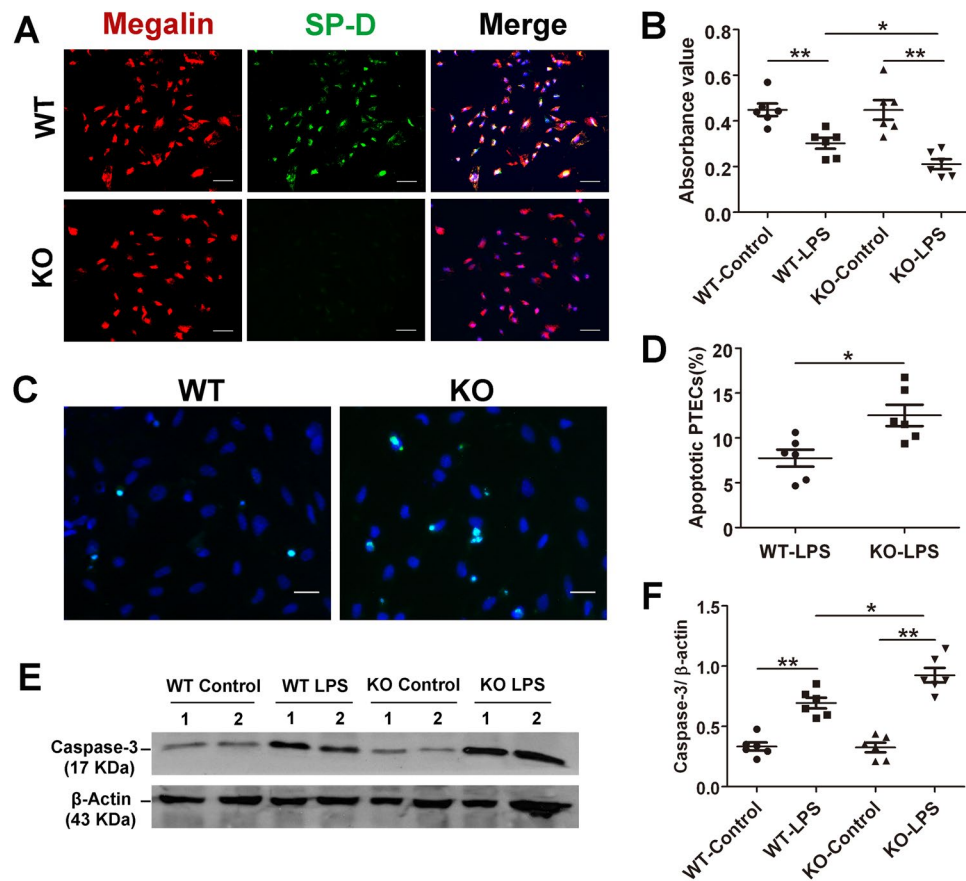 A
Megalin
SP-D
Merge
WT
KO
B
Absorbance value
0.8
0.6
0.4
0.2
0.0
**
*
**
WT-Control
WT-LPS
KO-Control
KO-LPS
C
WT
KO
D
Apoptotic PTECs(%)
20
15
10
5
0
*
WT-LPS
KO-LPS
E
WT Control
WT LPS
KO Control
KO LPS
1 2 1 2 1 2 1 2
Caspase-3
(17 KDa)
β-Actin
(43 KDa)
F
Caspase-3/ β-actin
1.5
1.0
0.5
0.0
**
*
**
WT-Control
WT-LPS
KO-Control
KO-LPS